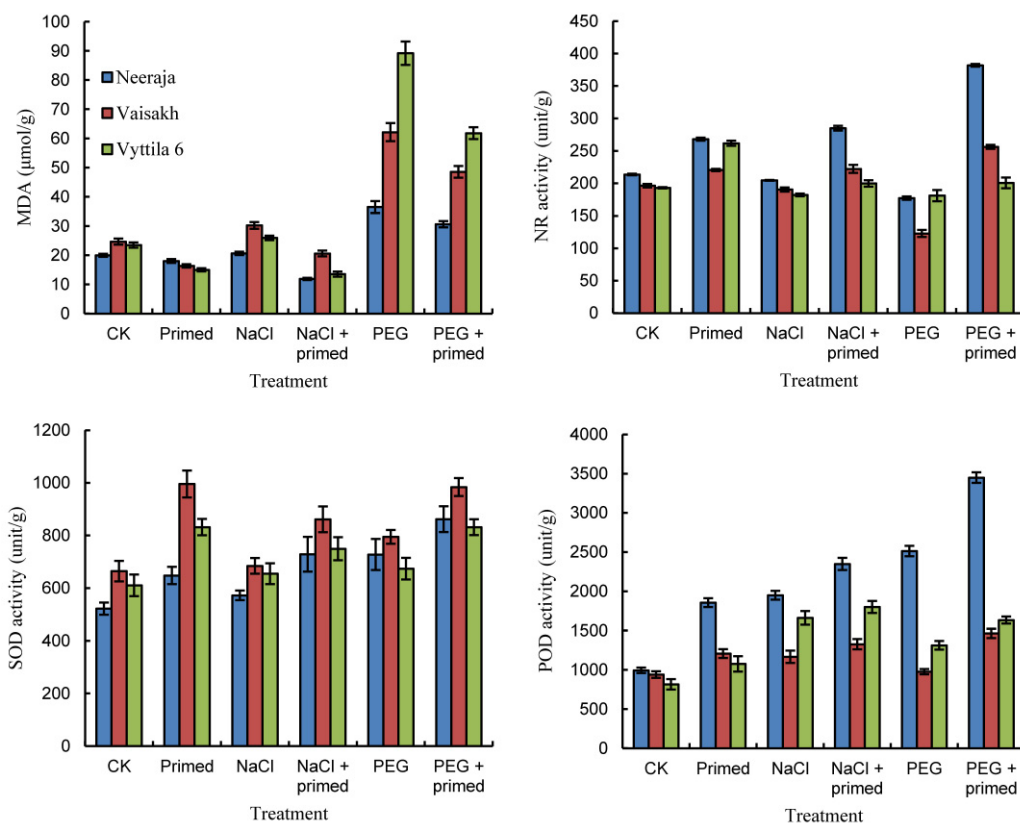 MDA (μmol/g)
100
90
80
70
60
50
40
30
20
10
0
Neeraja
Vaisakh
Vyttila 6
CK Primed NaCl NaCl + primed PEG PEG + primed
Treatment
NR activity (unit/g)
450
400
350
300
250
200
150
100
50
0
CK Primed NaCl NaCl + primed PEG PEG + primed
Treatment
SOD activity (unit/g)
1200
1000
800
600
400
200
0
CK Primed NaCl NaCl + primed PEG PEG + primed
Treatment
POD activity (unit/g)
4000
3500
3000
2500
2000
1500
1000
500
0
CK Primed NaCl NaCl + primed PEG PEG + primed
Treatment